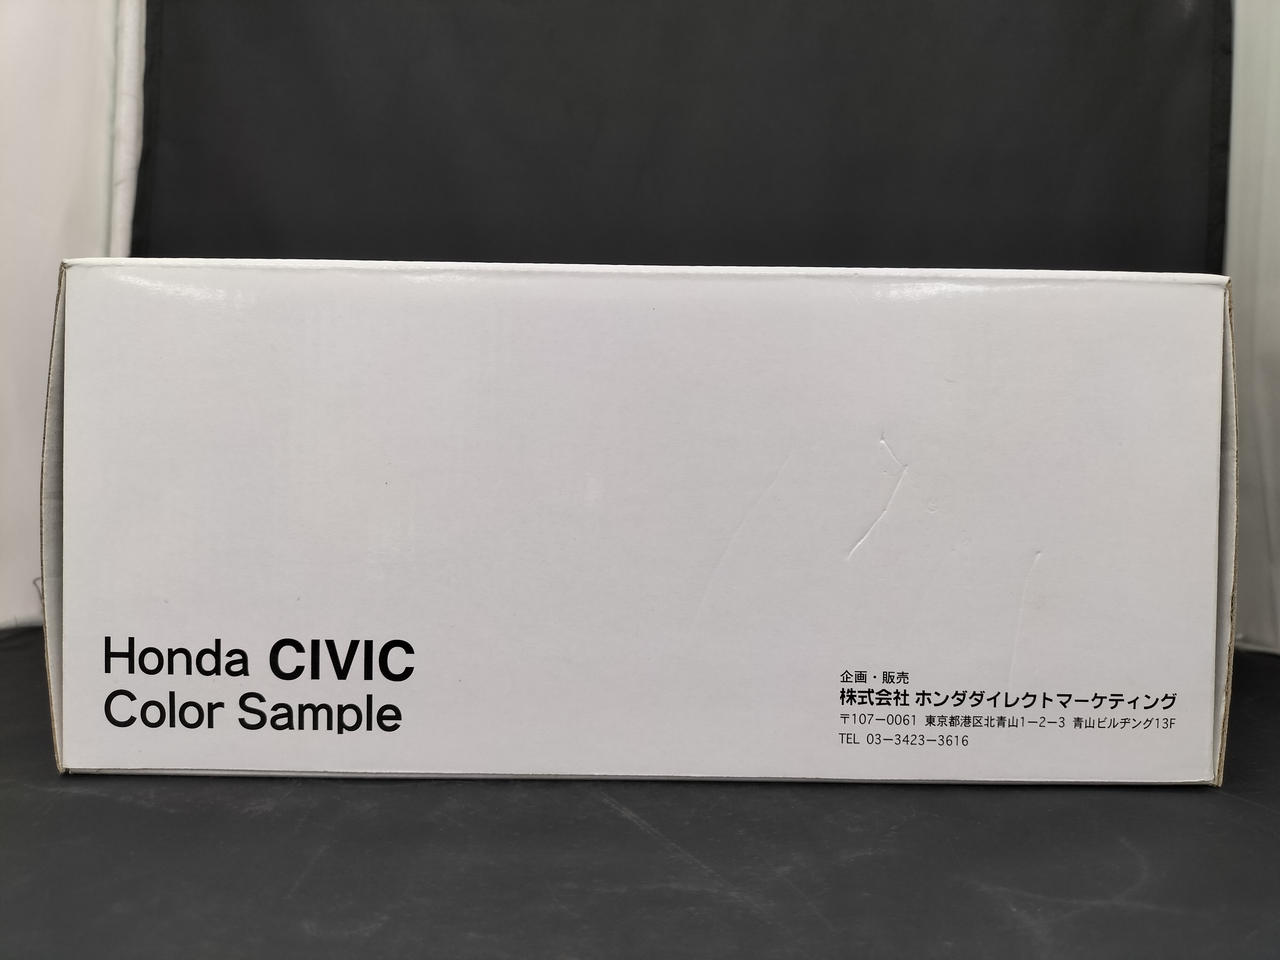 Honda CIVIC
Color Sample
企画・販売
株式会社 ホンダダイレクトマーケティング
〒107−0061 東京都港区北青山1−2−3 青山ビルヂング13F
TEL 03−3423−3616